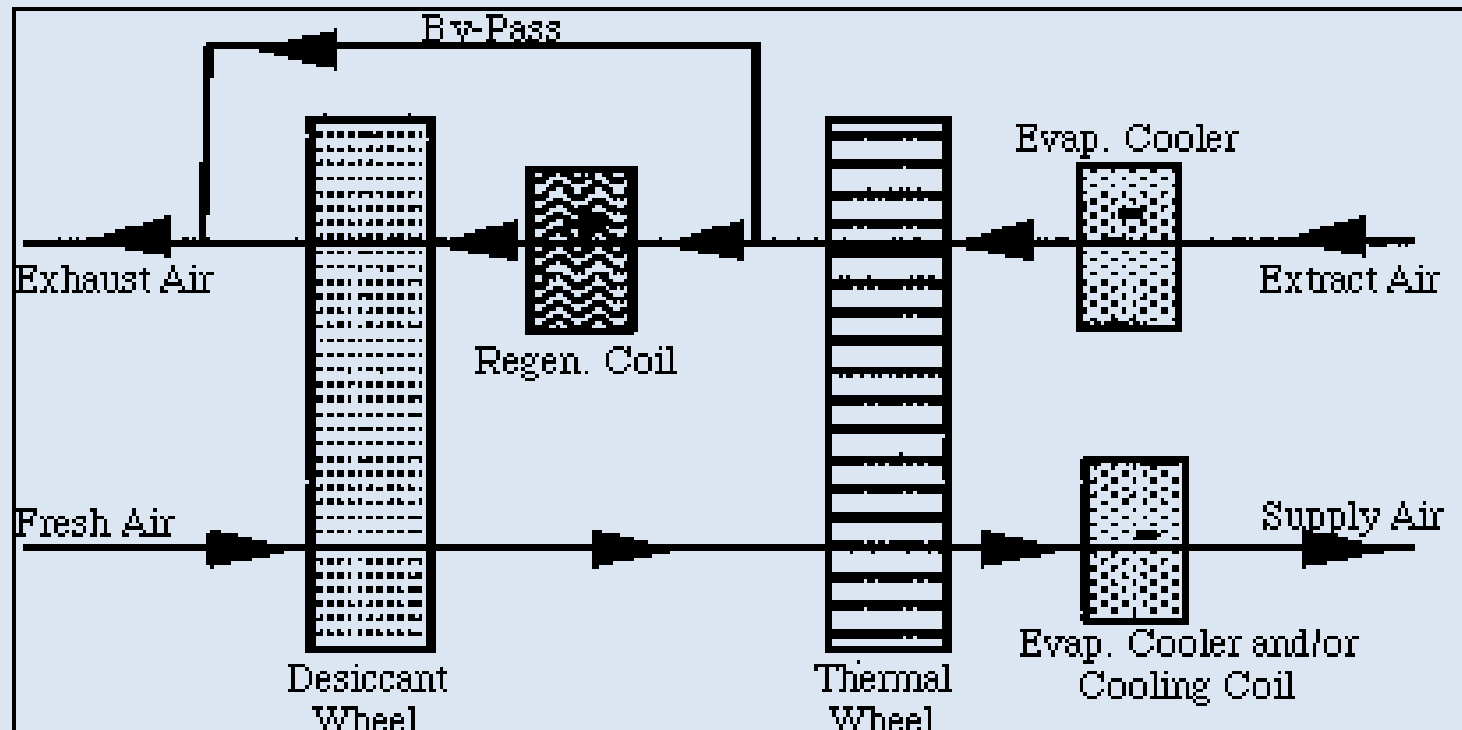 By-Pass
Evap. Cooler
Exhaust Air
Extract Air
Regen. Coil
Fresh Air
Supply Air
Evap. Cooler and/or
Cooling Coil
Desiccant
Wheel
Thermal
Wheel